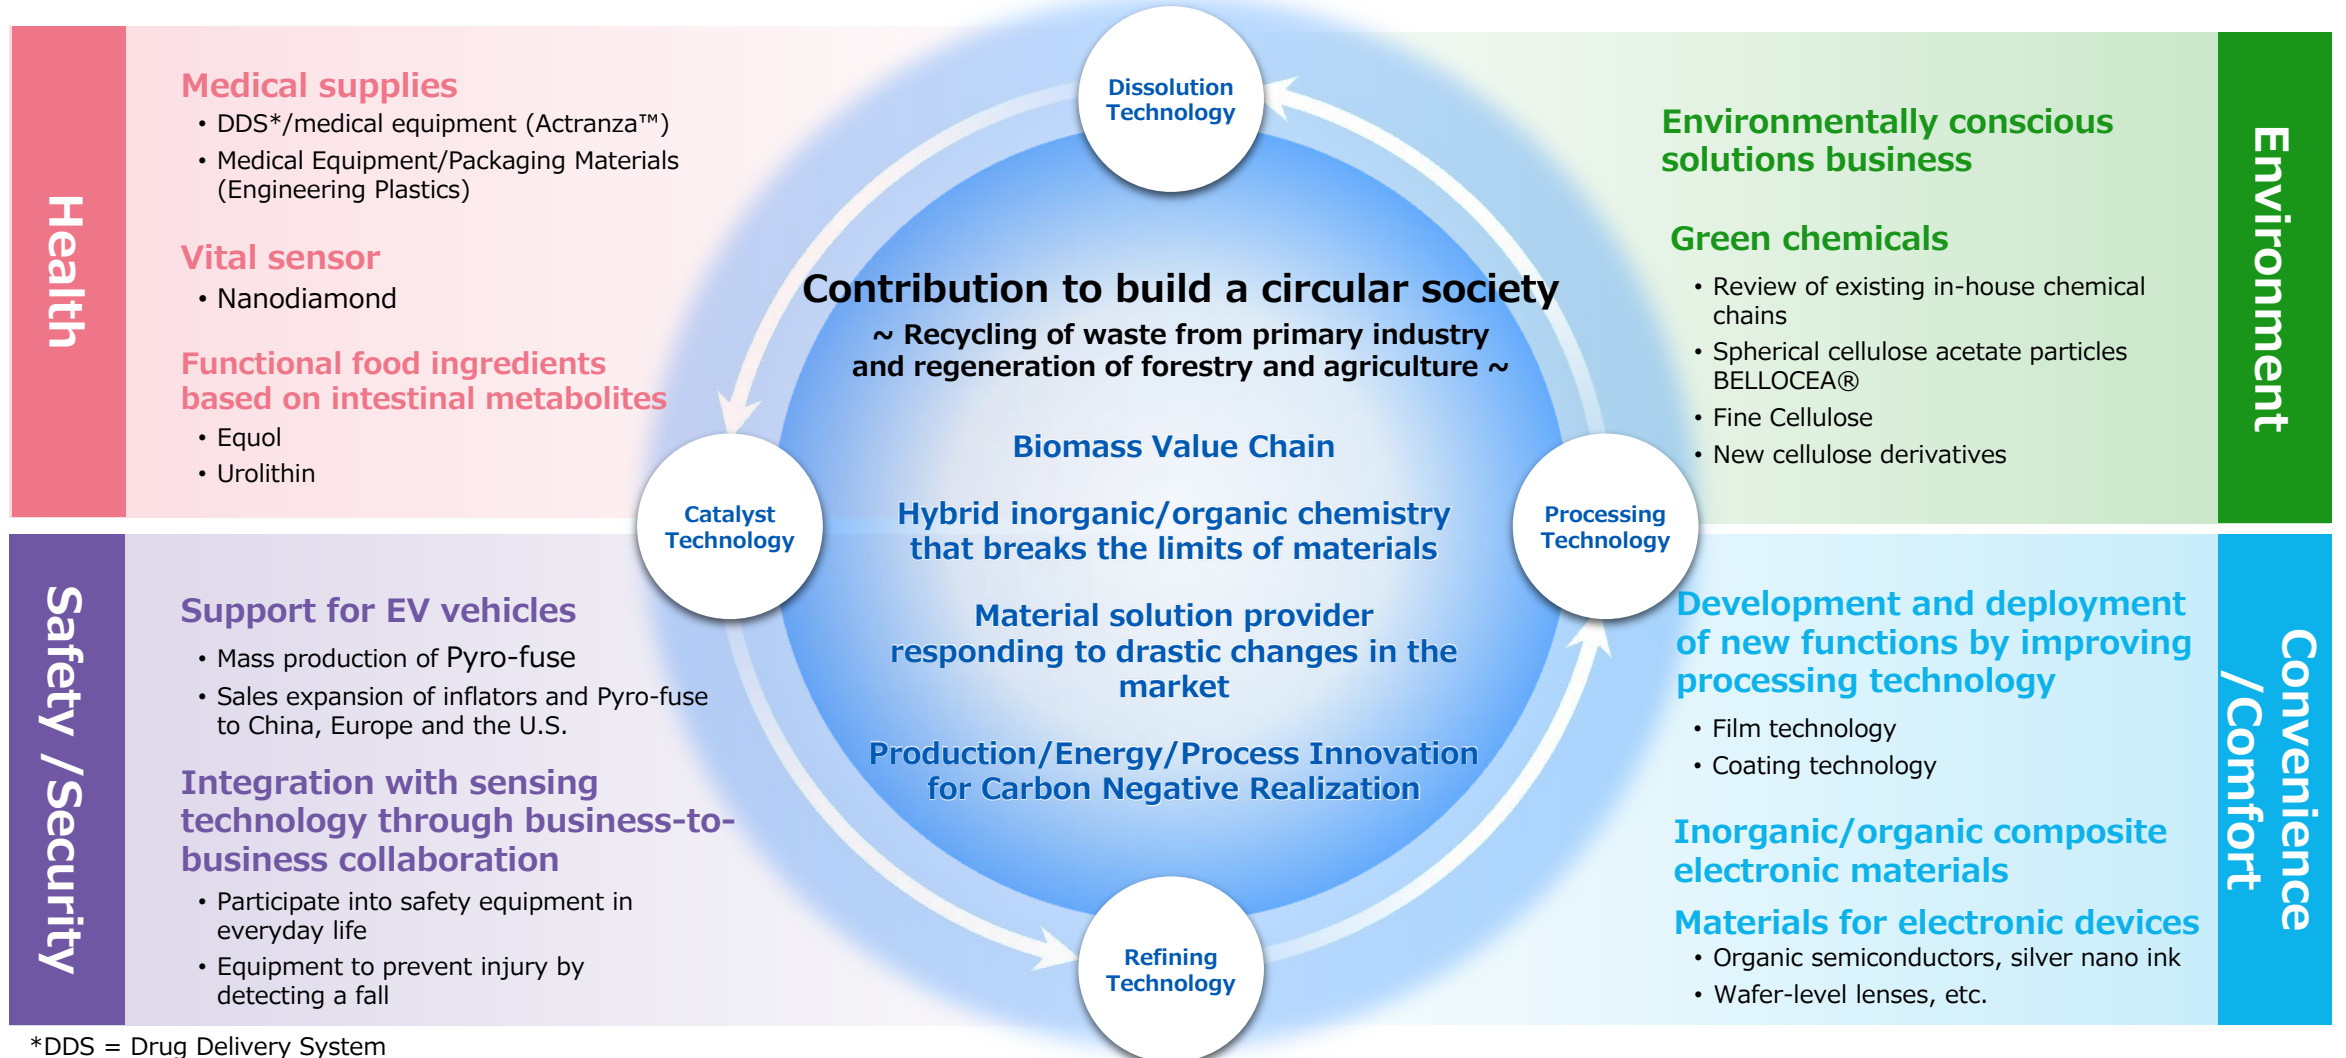 Health
Medical supplies
・DDS*/medical equipment (Actranza™)
・Medical Equipment/Packaging Materials
(Engineering Plastics)
Vital sensor
・Nanodiamond
Functional food ingredients
based on intestinal metabolites
・Equol
・Urolithin
Safety /Security
Support for EV vehicles
・Mass production of Pyro-fuse
・Sales expansion of inflators and Pyro-fuse
to China, Europe and the U.S.
Integration with sensing
technology through business-to-
business collaboration
・Participate into safety equipment in
everyday life
・Equipment to prevent injury by
detecting a fall
*DDS = Drug Delivery System
Dissolution
Technology
Catalyst
Technology
Processing
Technology
Refining
Technology
Contribution to build a circular society
~ Recycling of waste from primary industry
and regeneration of forestry and agriculture ~
Biomass Value Chain
Hybrid inorganic/organic chemistry
that breaks the limits of materials
Material solution provider
responding to drastic changes in the
market
Production/Energy/Process Innovation
for Carbon Negative Realization
Environment
Environmentally conscious
solutions business
Green chemicals
・Review of existing in-house chemical
chains
・Spherical cellulose acetate particles
BELLOCEA®
・Fine Cellulose
・New cellulose derivatives
Convenience
/Comfort
Development and deployment
of new functions by improving
processing technology
・Film technology
・Coating technology
Inorganic/organic composite
electronic materials
Materials for electronic devices
・Organic semiconductors, silver nano ink
・Wafer-level lenses, etc.